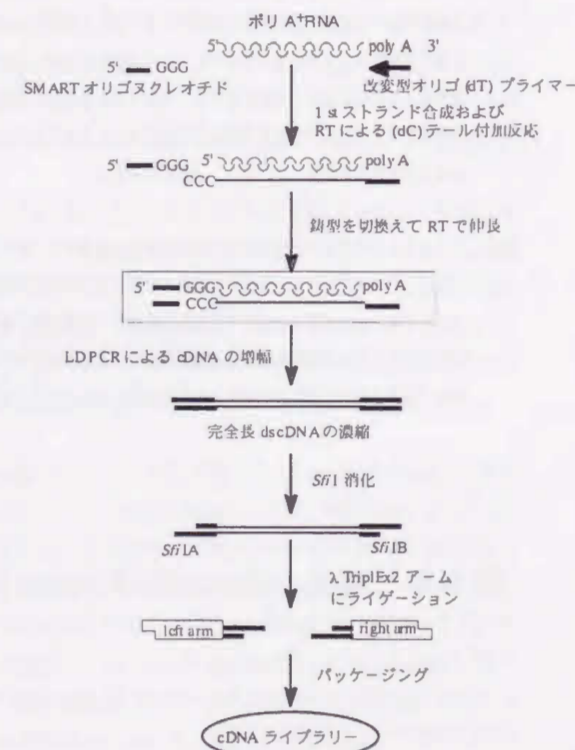 ポリ A+RNA
5' poly A 3'
5' GGG
SMART オリゴヌクレオチド
改変型オリゴ (dT) プライマー
1 st ストランド合成および
RT による (dC) テール付加反応
5' GGG 5' poly A
CCC
鋳型を切換えて RT で伸長
5' GGG poly A
CCC
LD PCR による cDNA の増幅
完全長 dscDNA の濃縮
Sfi I 消化
Sfi IA Sfi IB
λ TriplEx2 アーム
にライゲーション
left arm right arm
パッケージング
cDNA ライブラリー